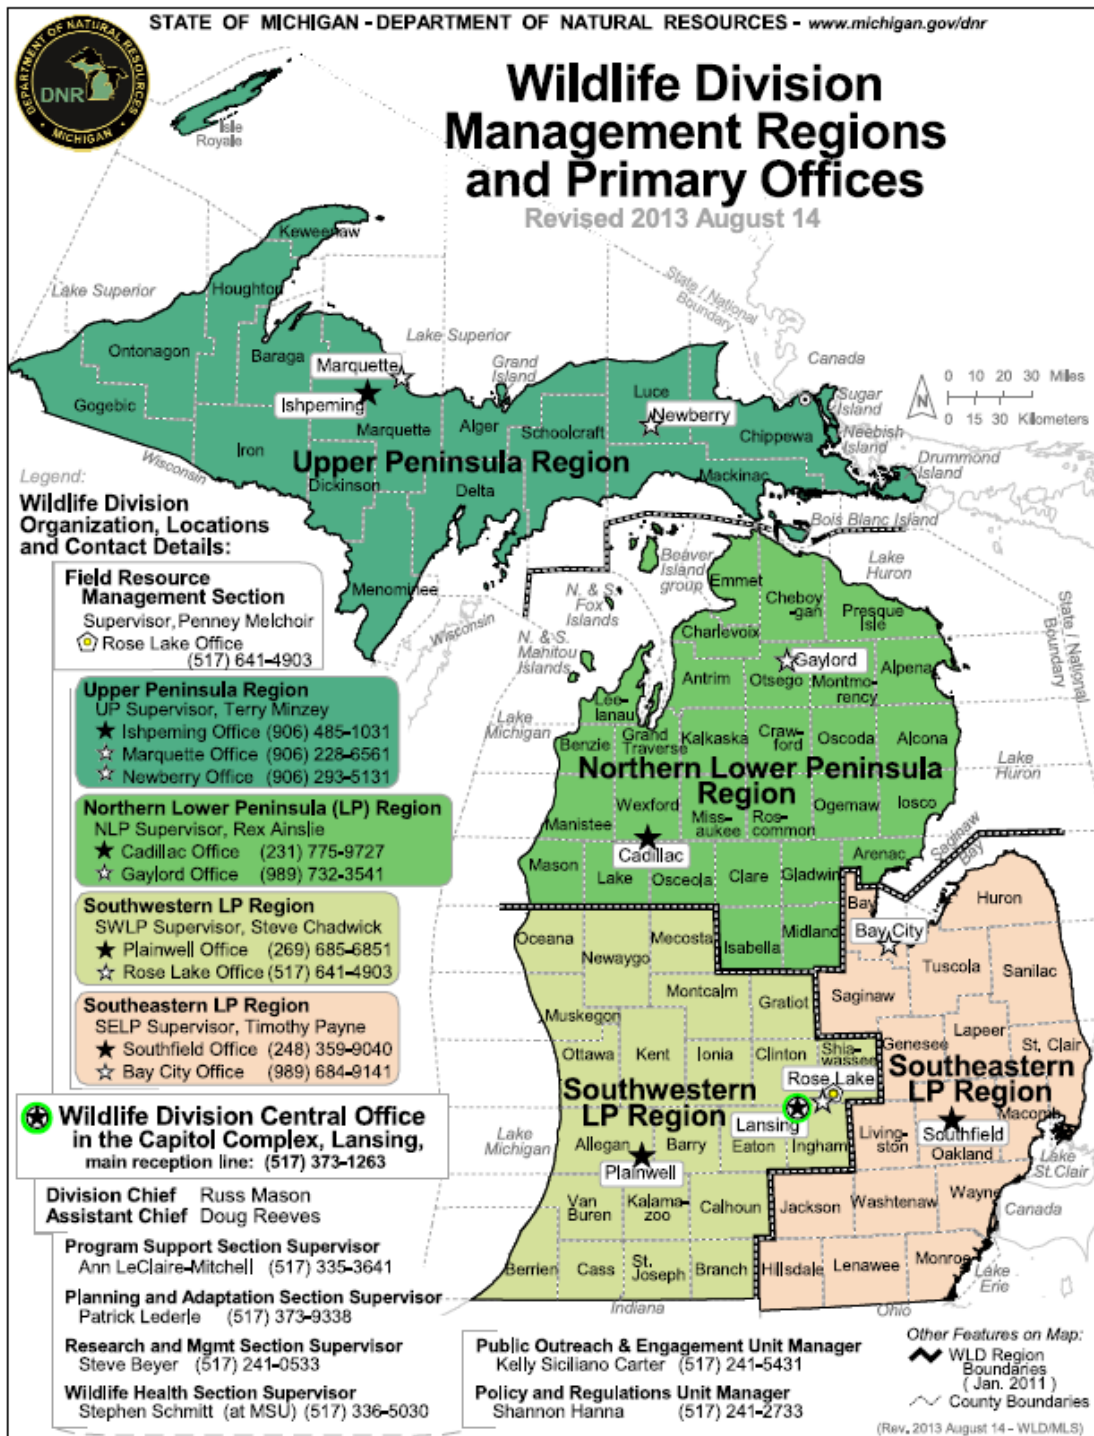 STATE OF MICHIGAN - DEPARTMENT OF NATURAL RESOURCES - www.michigan.gov/dnr
DEPARTMENT OF NATURAL RESOURCES
DNR
MICHIGAN
Wildlife Division
Management Regions
and Primary Offices
Revised 2013 August 14
Isle
Royale
Keweenaw
Lake Superior
Houghton
Lake Superior
State / National
Boundary
Ontonagon
Baraga
Marquette
Grand
Island
Canada
Gogebic
Ishpeming
Luce
Newberry
Sugar
Island
N
0 10 20 30 Miles
0 15 30 Kilometers
Iron
Marquette
Alger
Schoolcraft
Chippewa
Neebish
Island
Wisconsin
Upper Peninsula Region
Drummond
Island
Dickinson
Delta
Mackinac
Bois Blanc Island
Menominee
Wisconsin
Legend:
Wildlife Division
Organization, Locations
and Contact Details:
Field Resource
Management Section
Supervisor, Penney Melchoir
Rose Lake Office
(517) 641-4903
Upper Peninsula Region
UP Supervisor, Terry Minzey
Ishpeming Office (906) 485-1031
Marquette Office (906) 228-6561
Newberry Office (906) 293-5131
Northern Lower Peninsula (LP) Region
NLP Supervisor, Rex Ainslie
Cadillac Office (231) 775-9727
Gaylord Office (989) 732-3541
Southwestern LP Region
SWLP Supervisor, Steve Chadwick
Plainwell Office (269) 685-6851
Rose Lake Office (517) 641-4903
Southeastern LP Region
SELP Supervisor, Timothy Payne
Southfield Office (248) 359-9040
Bay City Office (989) 684-9141
Wildlife Division Central Office
in the Capitol Complex, Lansing,
main reception line: (517) 373-1263
Division Chief Russ Mason
Assistant Chief Doug Reeves
Program Support Section Supervisor
Ann LeClaire-Mitchell (517) 335-3641
Planning and Adaptation Section Supervisor
Patrick Lederle (517) 373-9338
Research and Mgmt Section Supervisor
Steve Beyer (517) 241-0533
Wildlife Health Section Supervisor
Stephen Schmitt (at MSU) (517) 336-5030
Public Outreach & Engagement Unit Manager
Kelly Siciliano Carter (517) 241-5431
Policy and Regulations Unit Manager
Shannon Hanna (517) 241-2733
Beaver
Island
group
Lake
Huron
N. & S.
Fox
Islands
N. & S.
Mahitou
Islands
State / National
Boundary
Emmet
Cheboy
-gan
Presque
Isle
Charlevoix
Gaylord
Alpena
Antrim
Otsego
Montmo-
rency
Lake
Michigan
Lee-
lanau
Benzie
Grand
Traverse
Kalkaska
Craw-
ford
Oscoda
Alcona
Northern Lower Peninsula
Region
Lake
Huron
Manistee
Wexford
Miss-
aukee
Ros-
common
Ogemaw
Iosco
Cadillac
Mason
Lake
Osceola
Clare
Gladwin
Arenac
Saginaw
Bay
Oceana
Newaygo
Mecosta
Isabella
Midland
Bay
Huron
Bay City
Tuscola
Sanilac
Montcalm
Gratiot
Saginaw
Muskegon
Lapeer
Genesee
St. Clair
Ottawa
Kent
Ionia
Clinton
Shia-
wassee
Rose Lake
Southwestern
LP Region
Southeastern
LP Region
Lansing
Lake
Michigan
Allegan
Barry
Eaton
Ingham
Livings-
ton
Southfield
Oakland
Macomb
Lake
St. Clair
Plainwell
Van
Buren
Kalama-
zoo
Calhoun
Jackson
Washtenaw
Wayne
Canada
Berrien
Cass
St.
Joseph
Branch
Hillsdale
Lenawee
Monroe
Lake
Erie
Indiana
Ohio
Other Features on Map:
WLD Region
Boundaries
( Jan. 2011 )
County Boundaries
(Rev. 2013 August 14 - WLD/MLS)